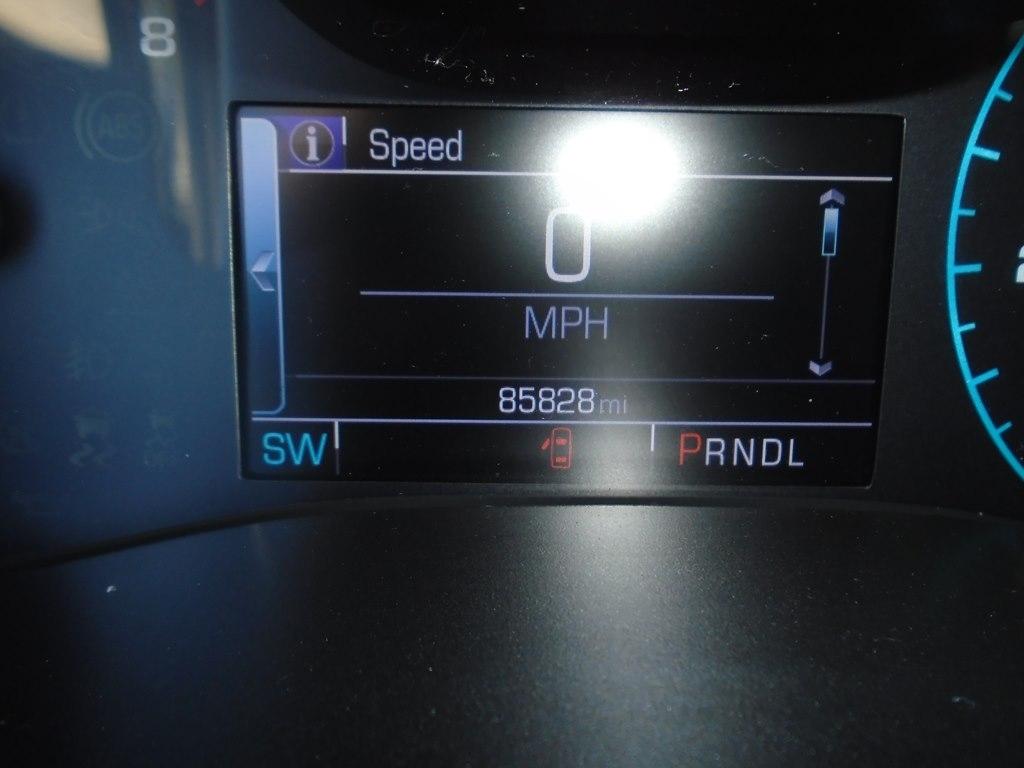 8
ABS
i Speed
0
MPH
85828 mi
SW PRNDL